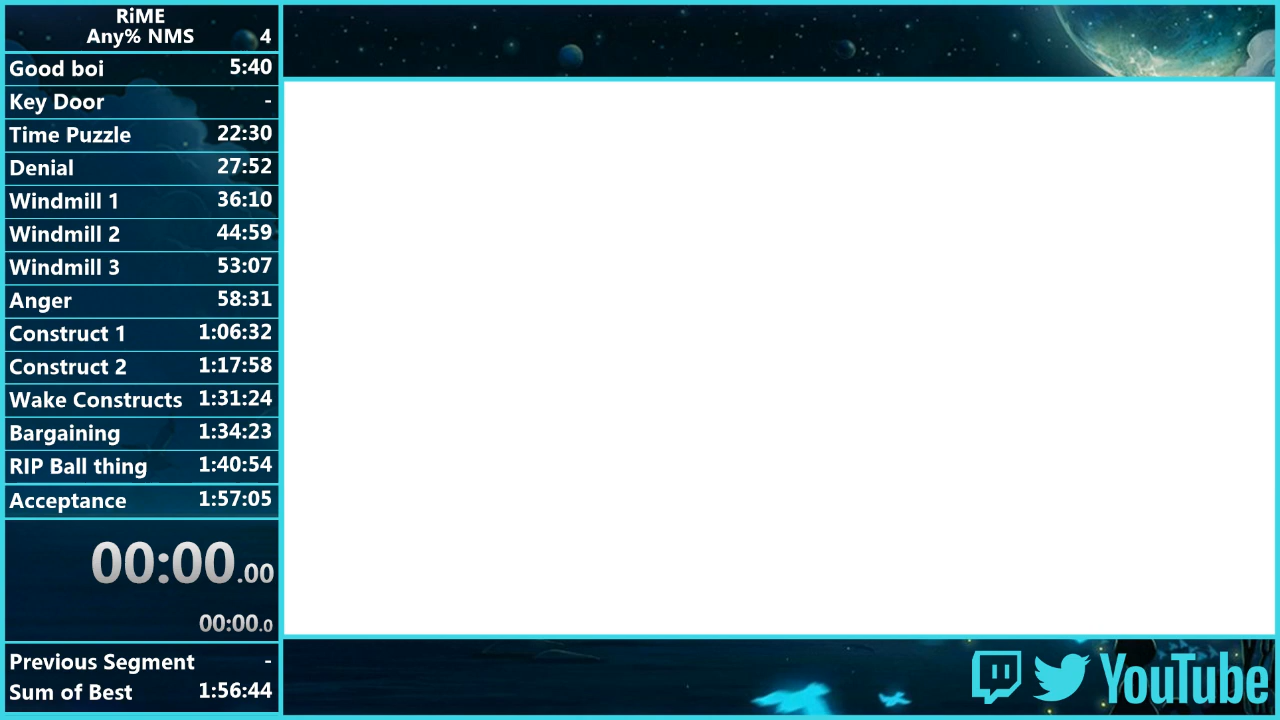 RiME
Any% NMS 4
Good boi 5:40
Key Door -
Time Puzzle 22:30
Denial 27:52
Windmill 1 36:10
Windmill 2 44:59
Windmill 3 53:07
Anger 58:31
Construct 1 1:06:32
Construct 2 1:17:58
Wake Constructs 1:31:24
Bargaining 1:34:23
RIP Ball thing 1:40:54
Acceptance 1:57:05
00:00.00
00:00.0
Previous Segment -
Sum of Best 1:56:44
YouTube